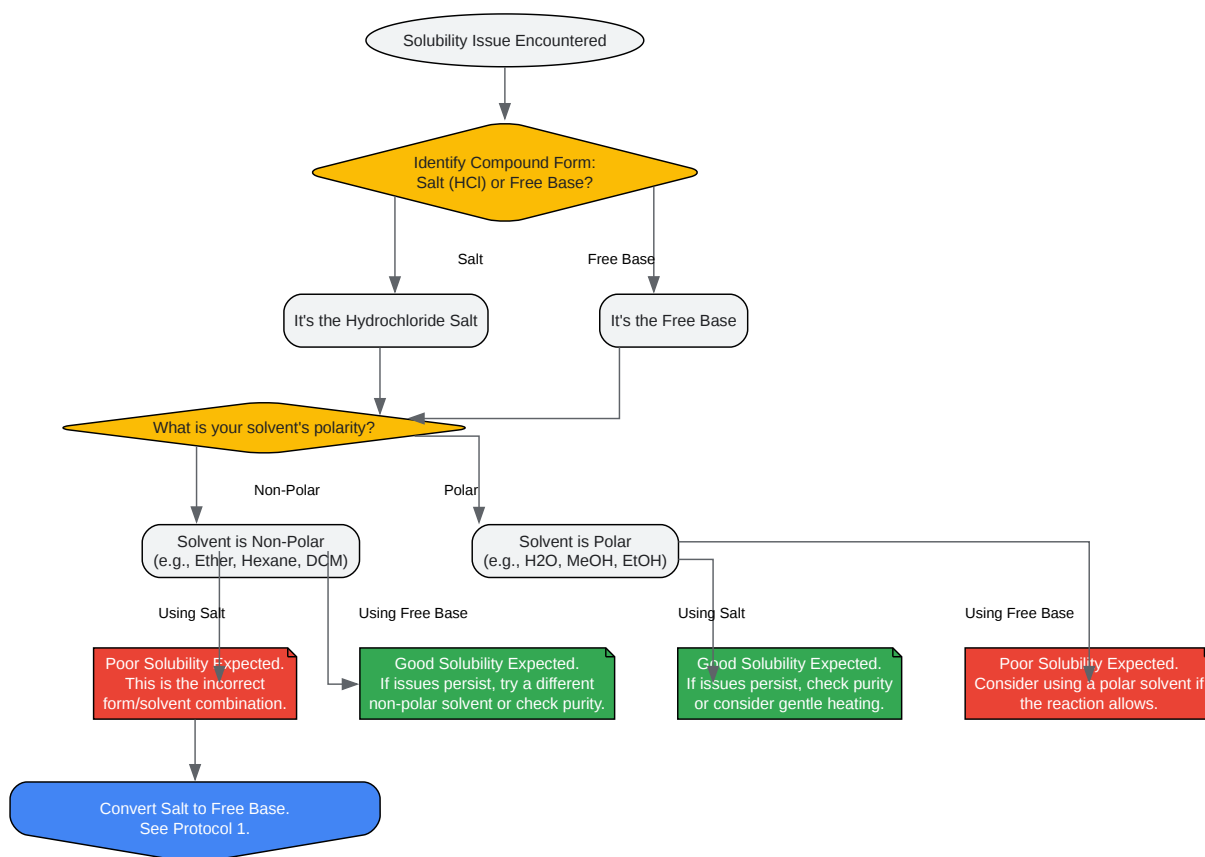 Solubility Issue Encountered
Identify Compound Form:
Salt (HCl) or Free Base?
Salt
Free Base
It's the Hydrochloride Salt
It's the Free Base
What is your solvent's polarity?
Non-Polar
Polar
Solvent is Non-Polar
(e.g., Ether, Hexane, DCM)
Solvent is Polar
(e.g., H2O, MeOH, EtOH)
Using Salt
Using Free Base
Using Salt
Using Free Base
Poor Solubility Expected.
This is the incorrect
form/solvent combination.
Good Solubility Expected.
If issues persist, try a different
non-polar solvent or check purity.
Good Solubility Expected.
If issues persist, check purity
or consider gentle heating.
Poor Solubility Expected.
Consider using a polar solvent if
the reaction allows.
Convert Salt to Free Base.
See Protocol 1.